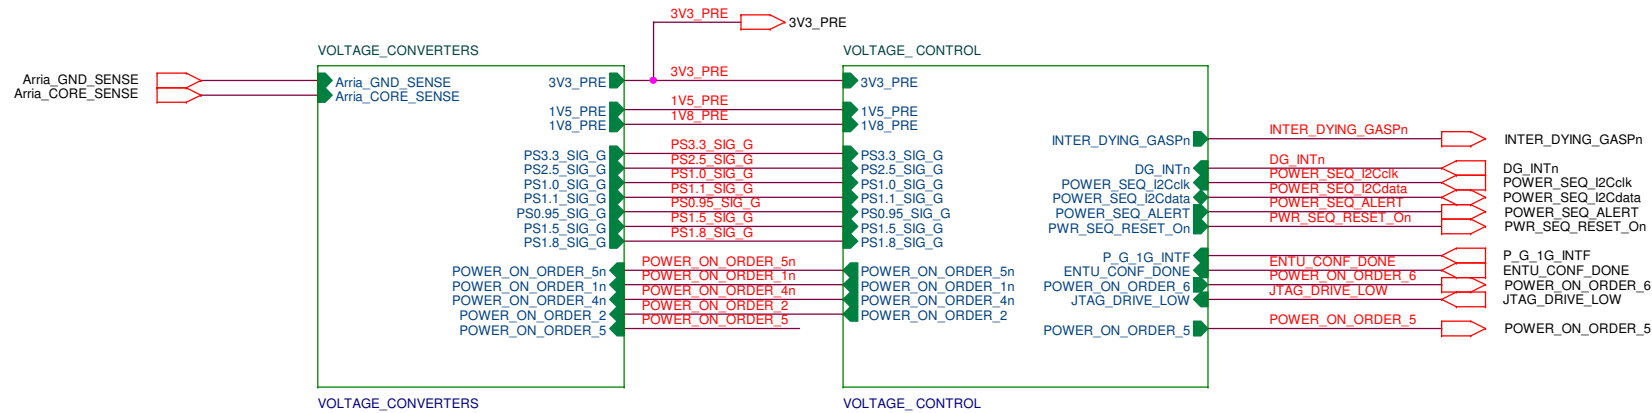 3V3_PRE
3V3_PRE
VOLTAGE_CONVERTERS
VOLTAGE_ CONTROL
Arria_GND_SENSE
Arria_CORE_SENSE
Arria_GND_SENSE
Arria_CORE_SENSE
3V3_PRE
1V5_PRE
1V8_PRE
PS3.3_SIG_G
PS2.5_SIG_G
PS1.0_SIG_G
PS1.1_SIG_G
PS0.95_SIG_G
PS1.5_SIG_G
PS1.8_SIG_G
POWER_ON_ORDER_5n
POWER_ON_ORDER_1n
POWER_ON_ORDER_4n
POWER_ON_ORDER_2
POWER_ON_ORDER_5
3V3_PRE
1V5_PRE
1V8_PRE
PS3.3_SIG_G
PS2.5_SIG_G
PS1.0_SIG_G
PS1.1_SIG_G
PS0.95_SIG_G
PS1.5_SIG_G
PS1.8_SIG_G
POWER_ON_ORDER_5n
POWER_ON_ORDER_1n
POWER_ON_ORDER_4n
POWER_ON_ORDER_2
POWER_ON_ORDER_5
3V3_PRE
1V5_PRE
1V8_PRE
PS3.3_SIG_G
PS2.5_SIG_G
PS1.0_SIG_G
PS1.1_SIG_G
PS0.95_SIG_G
PS1.5_SIG_G
PS1.8_SIG_G
POWER_ON_ORDER_5n
POWER_ON_ORDER_1n
POWER_ON_ORDER_4n
POWER_ON_ORDER_2
INTER_DYING_GASPn
DG_INTn
POWER_SEQ_I2Cclk
POWER_SEQ_I2Cdata
POWER_SEQ_ALERT
PWR_SEQ_RESET_On
P_G_1G_INTF
ENTU_CONF_DONE
POWER_ON_ORDER_6
JTAG_DRIVE_LOW
POWER_ON_ORDER_5
INTER_DYING_GASPn
DG_INTn
POWER_SEQ_I2Cclk
POWER_SEQ_I2Cdata
POWER_SEQ_ALERT
PWR_SEQ_RESET_On
ENTU_CONF_DONE
POWER_ON_ORDER_6
JTAG_DRIVE_LOW
POWER_ON_ORDER_5
INTER_DYING_GASPn
DG_INTn
POWER_SEQ_I2Cclk
POWER_SEQ_I2Cdata
POWER_SEQ_ALERT
PWR_SEQ_RESET_On
P_G_1G_INTF
ENTU_CONF_DONE
POWER_ON_ORDER_6
JTAG_DRIVE_LOW
POWER_ON_ORDER_5
VOLTAGE_CONVERTERS
VOLTAGE_ CONTROL